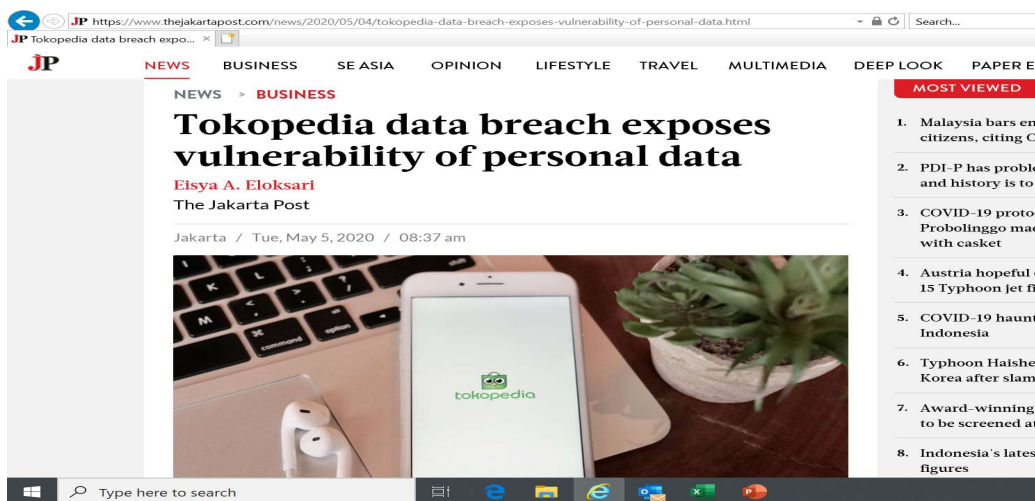 JP https://www.thejakartapost.com/news/2020/05/04/tokopedia-data-breach-exposes-vulnerability-of-personal-data.html Search...
JP Tokopedia data breach expo...
JP NEWS BUSINESS SE ASIA OPINION LIFESTYLE TRAVEL MULTIMEDIA DEEP LOOK PAPER E
NEWS > BUSINESS
Tokopedia data breach exposes
vulnerability of personal data
Eisya A. Eloksari
The Jakarta Post
Jakarta / Tue, May 5, 2020 / 08:37 am
K
L
M
command
option
tokopedia
MOST VIEWED
1. Malaysia bars en
citizens, citing C
2. PDI-P has proble
and history is to
3. COVID-19 proto
Probolinggo mad
with casket
4. Austria hopeful
15 Typhoon jet fi
5. COVID-19 haunt
Indonesia
6. Typhoon Haishe
Korea after slam
7. Award-winning
to be screened at
8. Indonesia's lates
figures
Type here to search